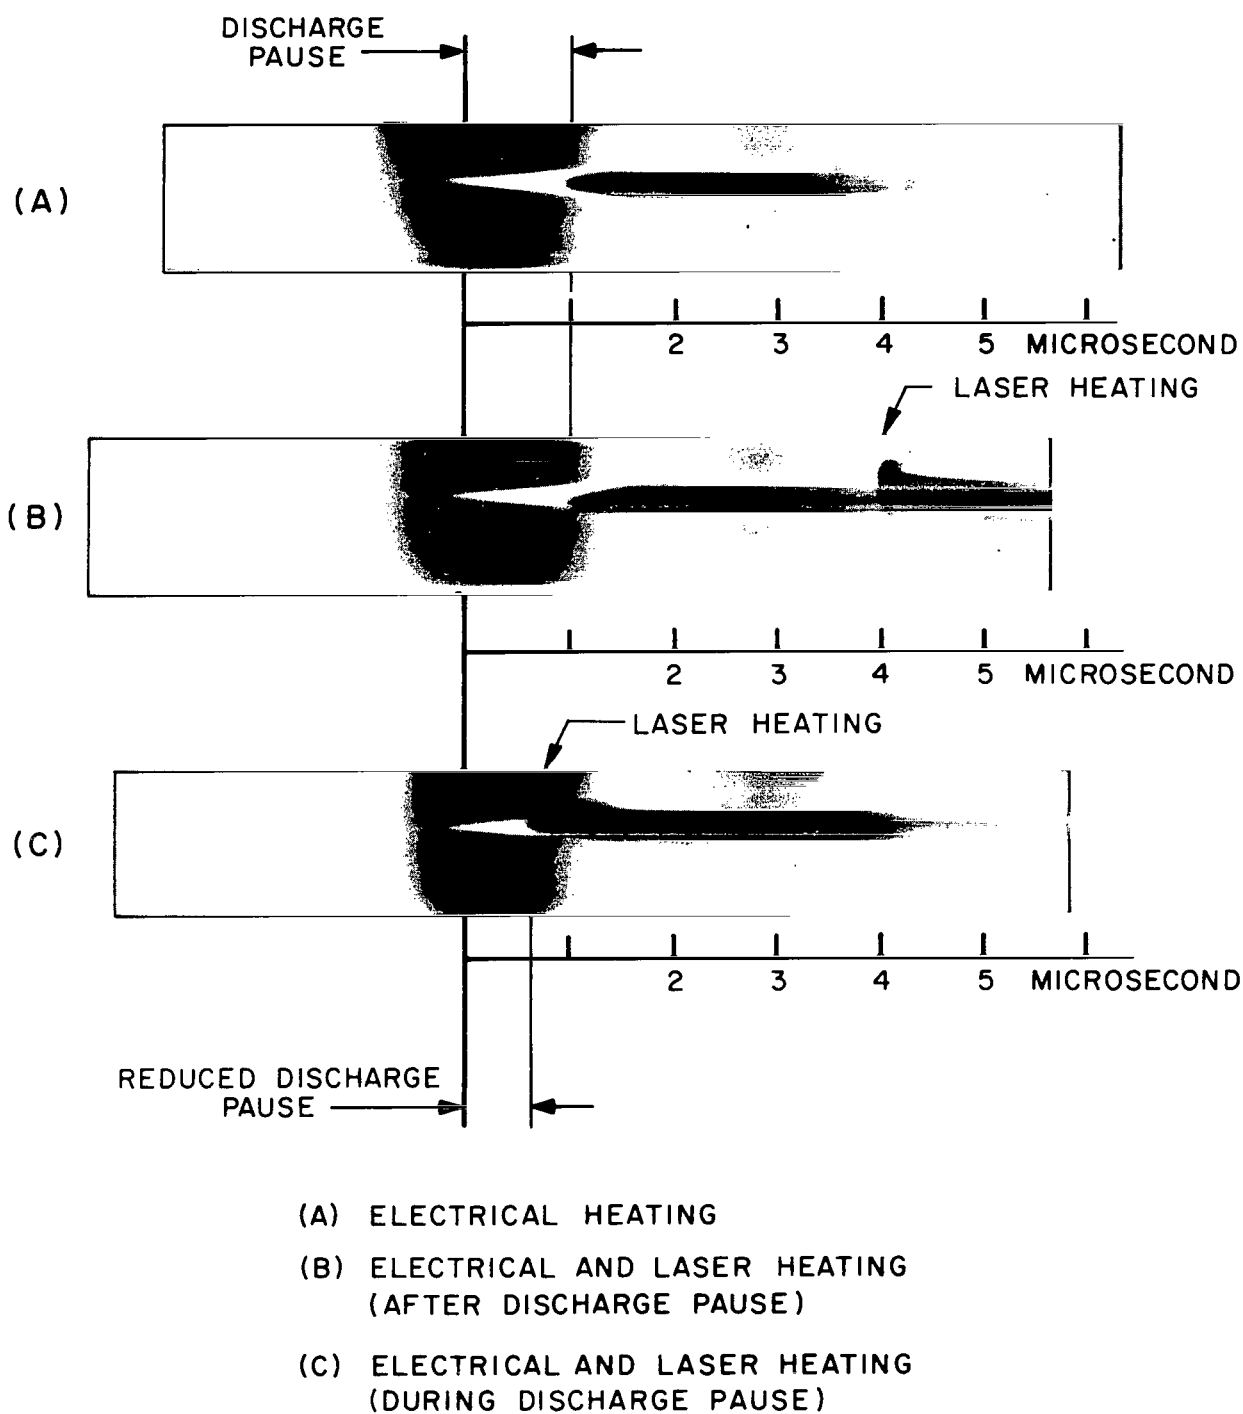 DISCHARGE
PAUSE
(A)
2 3 4 5 MICROSECOND
LASER HEATING
(B)
2 3 4 5 MICROSECOND
LASER HEATING
(C)
2 3 4 5 MICROSECOND
REDUCED DISCHARGE
PAUSE
(A) ELECTRICAL HEATING
(B) ELECTRICAL AND LASER HEATING
(AFTER DISCHARGE PAUSE)
(C) ELECTRICAL AND LASER HEATING
(DURING DISCHARGE PAUSE)